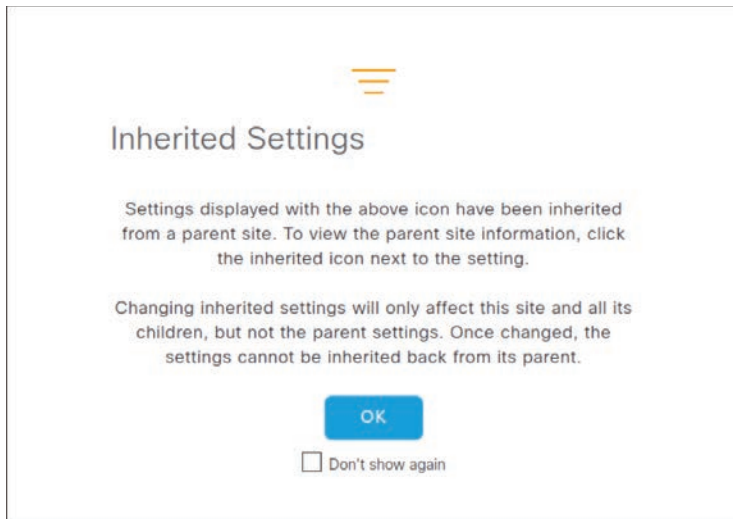 Inherited Settings
Settings displayed with the above icon have been inherited
from a parent site. To view the parent site information, click
the inherited icon next to the setting.
Changing inherited settings will only affect this site and all its
children, but not the parent settings. Once changed, the
settings cannot be inherited back from its parent.
OK
Don't show again